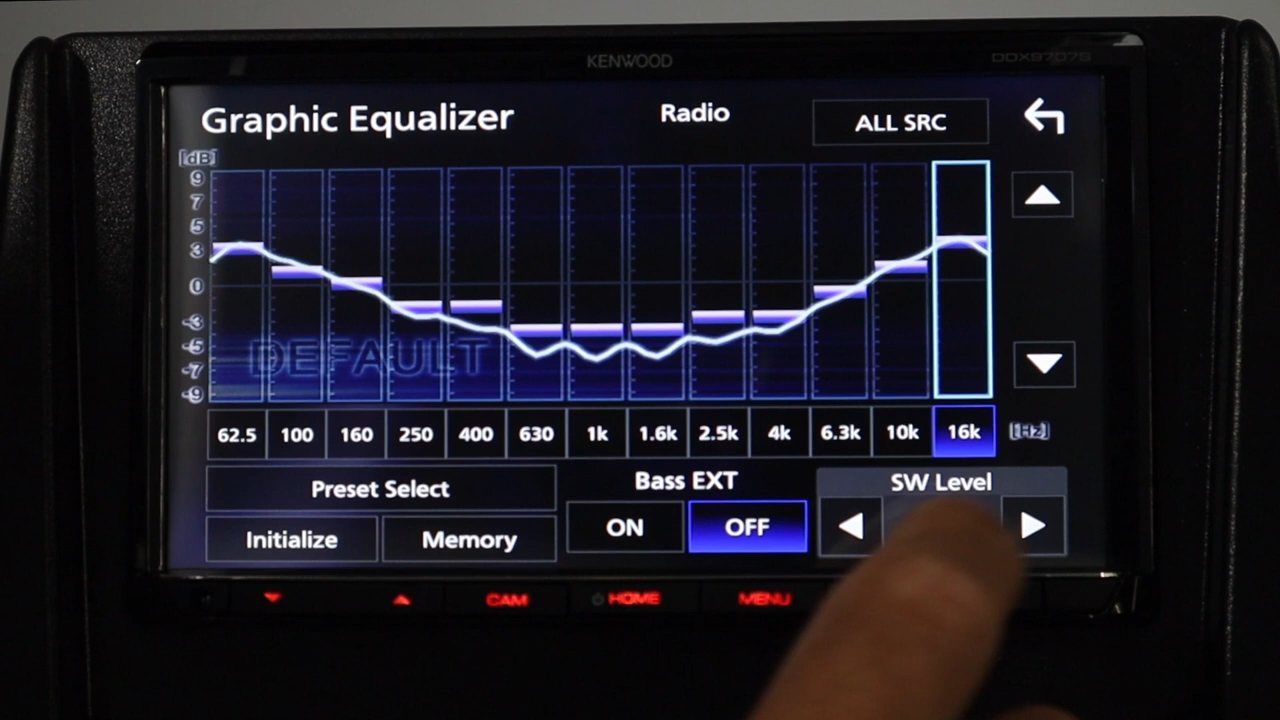 KENWOOD
DDX9707S
Graphic Equalizer
Radio
ALL SRC
[dB]
9
7
5
3
0
-3
-5
-7
-9
DEFAULT
62.5 100 160 250 400 630 1k 1.6k 2.5k 4k 6.3k 10k 16k [Hz]
Preset Select
Bass EXT
SW Level
Initialize
Memory
ON
OFF
CAM
HOME
MENU